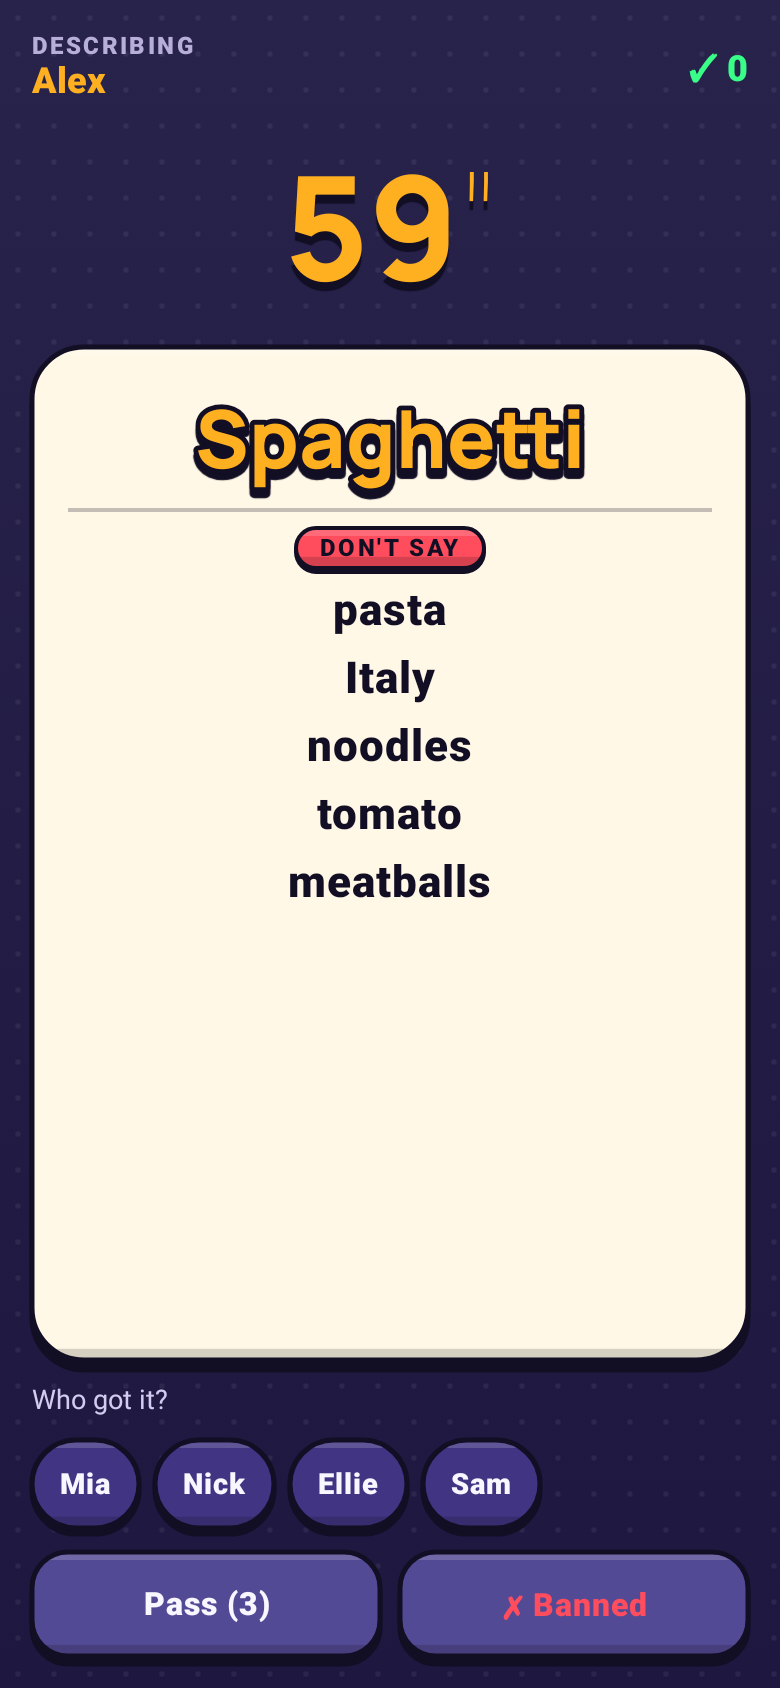 DESCRIBING
Alex
✓ 0
59"
Spaghetti
DON'T SAY
pasta
Italy
noodles
tomato
meatballs
Who got it?
Mia Nick Ellie Sam
Pass (3) ✗ Banned